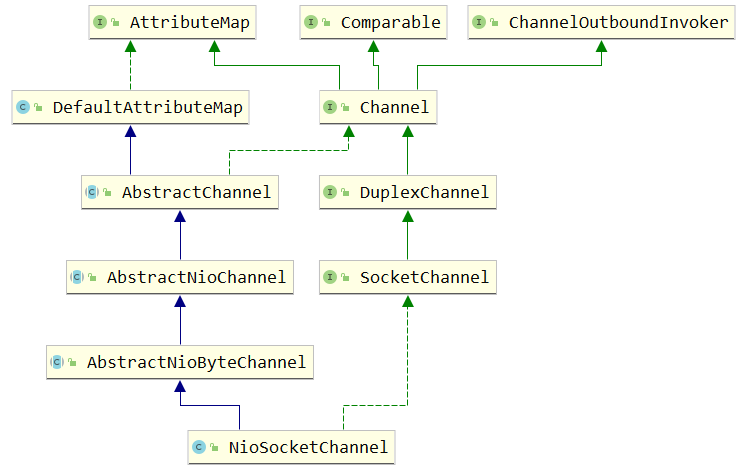 I AttributeMap
I Comparable
I ChannelOutboundInvoker
C DefaultAttributeMap
I Channel
C AbstractChannel
I DuplexChannel
C AbstractNioChannel
I SocketChannel
C AbstractNioByteChannel
C NioSocketChannel